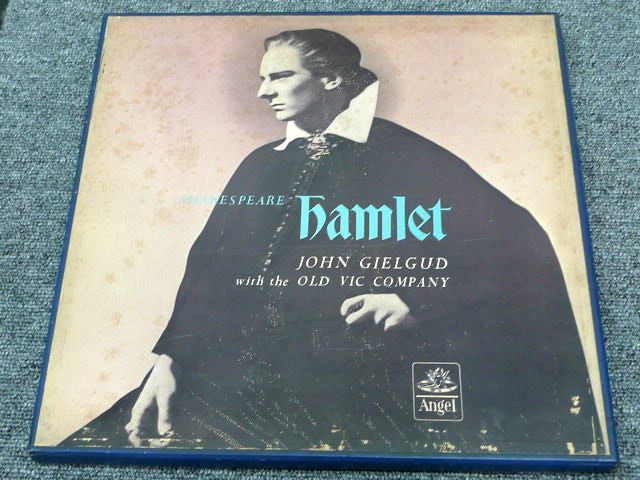 SHAKESPEARE hamlet
JOHN GIELGUD
with the OLD VIC COMPANY
Angel